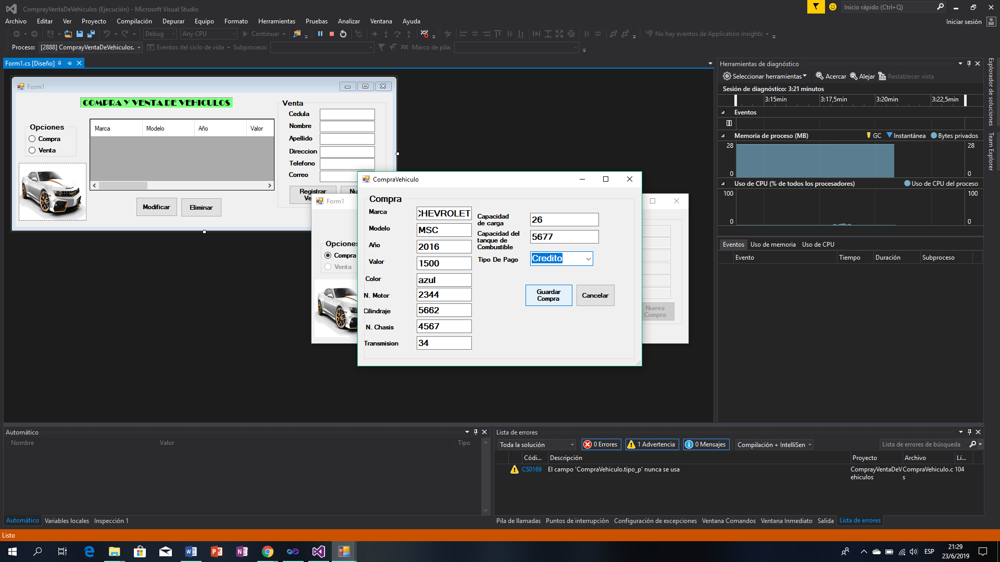 ComprayVentaDeVehiculos (Ejecución) - Microsoft Visual Studio
Inicio rápido (Ctrl+Q)
Archivo Editar Ver Proyecto Compilación Depurar Equipo Formato Herramientas Pruebas Analizar Ventana Ayuda
Iniciar sesión
Debug Any CPU Continuar No hay eventos de Application Insights
Proceso: [2888] ComprayVentaDeVehiculos. Eventos del ciclo de vida Subproceso: Marco de pila:
Form1.cs [Diseño]
Form1
COMPRA Y VENTA DE VEHICULOS
Opciones
Compra
Venta
Marca Modelo Año Valor
Modificar Eliminar
Venta
Cedula
Nombre
Apellido
Direccion
Telefono
Correo
Registrar
Ve
Nu
Form1
Opciones
Compra
Venta
Nueva
Compra
CompraVehiculo
Compra
Marca CHEVROLET
Modelo MSC
Año 2016
Valor 1500
Color azul
N. Motor 2344
Cilindraje 5662
N. Chasis 4567
Transmision 34
Capacidad
de carga
26
Capacidad del
tanque de
Combustible
5677
Tipo De Pago Credito
Guardar
Compra
Cancelar
Herramientas de diagnóstico
Seleccionar herramientas Acercar Alejar Restablecer vista
Sesión de diagnóstico: 3:21 minutos
3:15min 3:17,5min 3:20min 3:22,5min
Eventos
Memoria de proceso (MB) GC Instantánea Bytes privados
28 28
0 0
Uso de CPU (% de todos los procesadores) Uso de CPU del proceso
100 100
0 0
Eventos Uso de memoria Uso de CPU
Evento Tiempo Duración Subproceso
Explorador de soluciones
Team Explorer
Automático
Nombre Valor Tipo
Automático Variables locales Inspección 1
Lista de errores
Toda la solución 0 Errores 1 Advertencia 0 Mensajes Compilación + IntelliSen Lista de errores de búsqueda
Códi... Descripción Proyecto Archivo Lí...
CS0169 El campo 'CompraVehiculo.tipo_p' nunca se usa ComprayVentaDeV CompraVehiculo.c 104
ehiculos s
Pila de llamadas Puntos de interrupción Configuración de excepciones Ventana Comandos Ventana Inmediato Salida Lista de errores
Listo
ESP
21:29
23/6/2019